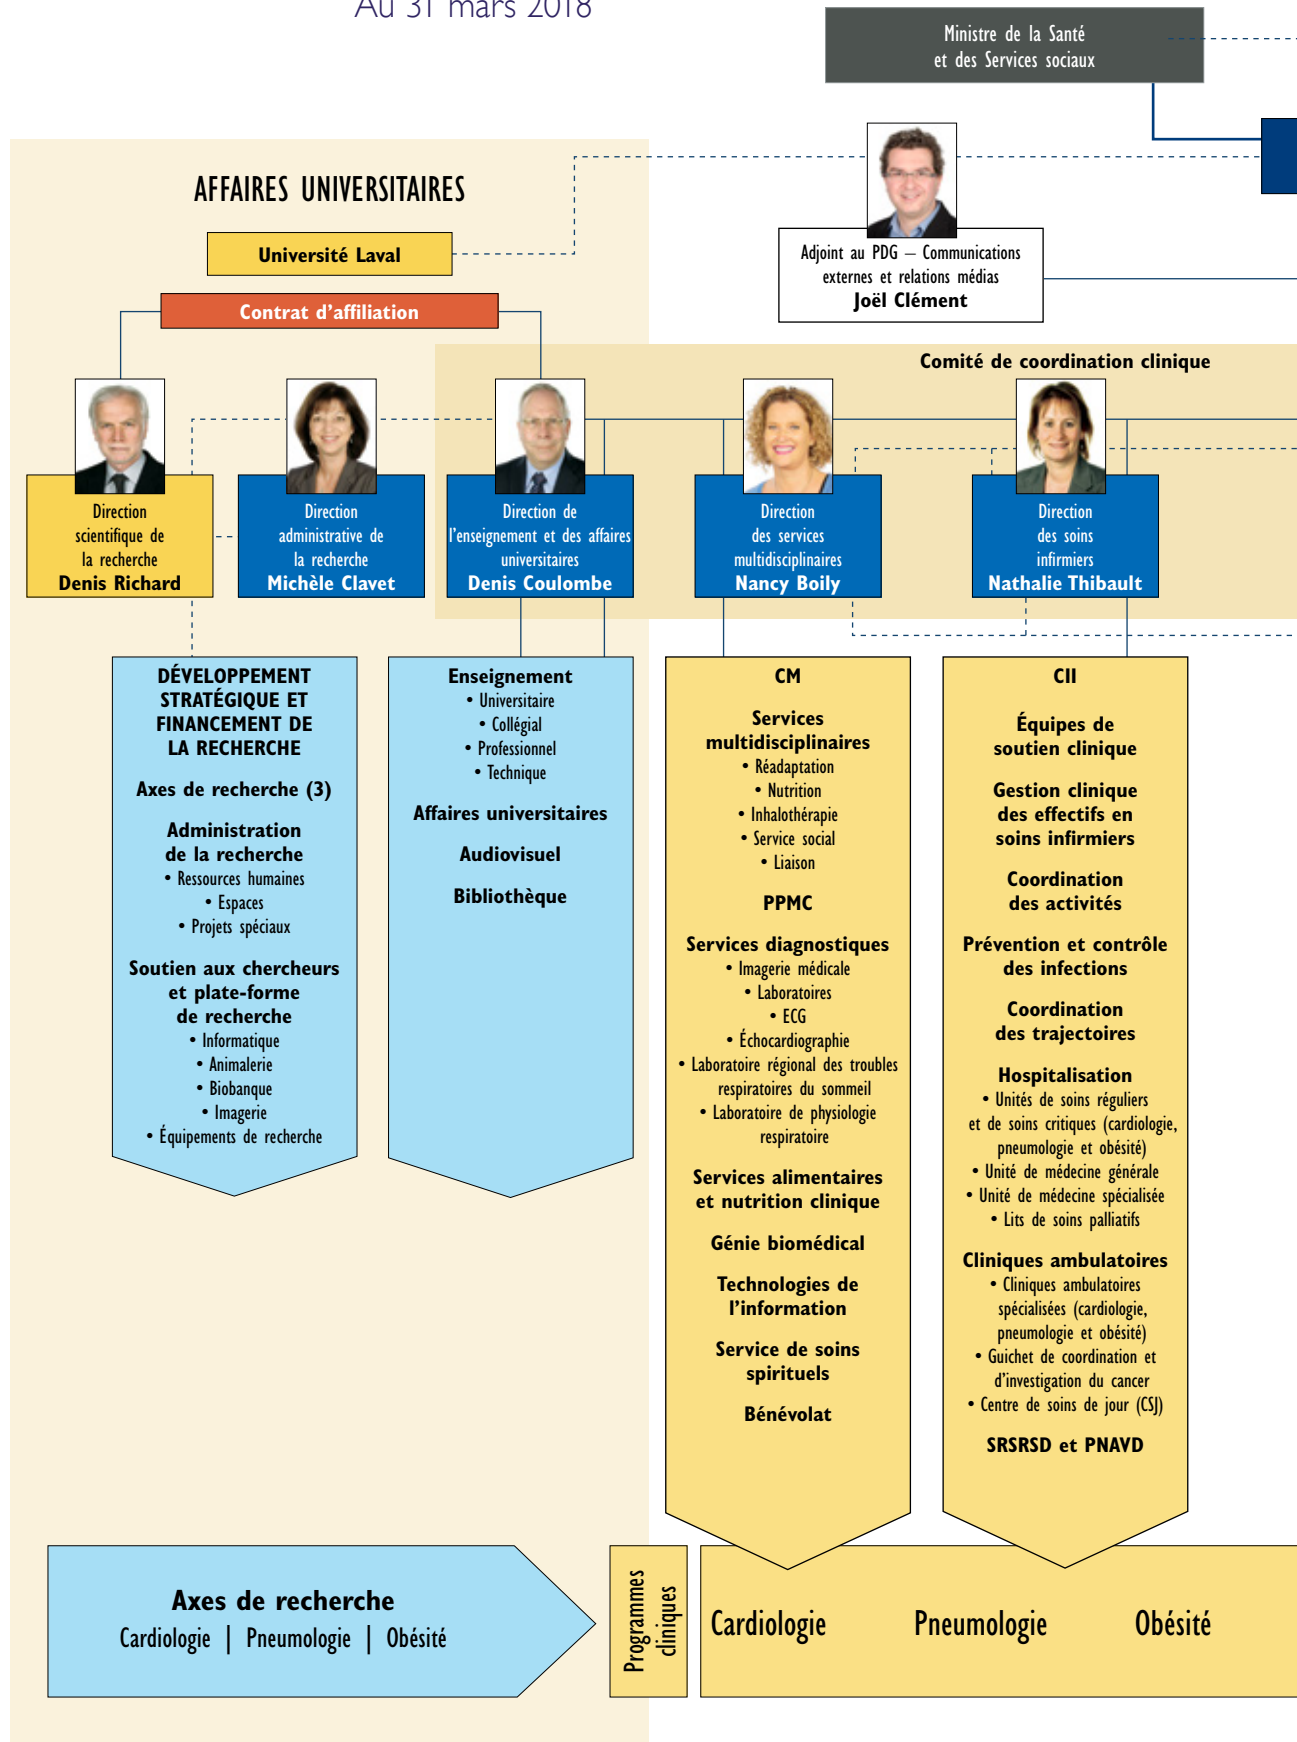 Au 31 mars 2018
Ministre de la Santé
et des Services sociaux
AFFAIRES UNIVERSITAIRES
Université Laval
Contrat d'affiliation
Adjoint au PDG – Communications
externes et relations médias
Joël Clément
Comité de coordination clinique
Direction
scientifique de
la recherche
Denis Richard
Direction
administrative de
la recherche
Michèle Clavet
Direction de
l'enseignement et des affaires
universitaires
Denis Coulombe
Direction
des services
multidisciplinaires
Nancy Boily
Direction
des soins
infirmiers
Nathalie Thibault
DÉVELOPPEMENT
STRATÉGIQUE ET
FINANCEMENT DE
LA RECHERCHE
Axes de recherche (3)
Administration
de la recherche
• Ressources humaines
• Espaces
• Projets spéciaux
Soutien aux chercheurs
et plate-forme
de recherche
• Informatique
• Animalerie
• Biobanque
• Imagerie
• Équipements de recherche
Enseignement
• Universitaire
• Collégial
• Professionnel
• Technique
Affaires universitaires
Audiovisuel
Bibliothèque
CM
Services
multidisciplinaires
• Réadaptation
• Nutrition
• Inhalothérapie
• Service social
• Liaison
PPMC
Services diagnostiques
• Imagerie médicale
• Laboratoires
• ECG
• Échocardiographie
• Laboratoire régional des troubles
respiratoires du sommeil
• Laboratoire de physiologie
respiratoire
Services alimentaires
et nutrition clinique
Génie biomédical
Technologies de
l'information
Service de soins
spirituels
Bénévolat
CII
Équipes de
soutien clinique
Gestion clinique
des effectifs en
soins infirmiers
Coordination
des activités
Prévention et contrôle
des infections
Coordination
des trajectoires
Hospitalisation
• Unités de soins réguliers
et de soins critiques (cardiologie,
pneumologie et obésité)
• Unité de médecine générale
• Unité de médecine spécialisée
• Lits de soins palliatifs
Cliniques ambulatoires
• Cliniques ambulatoires
spécialisées (cardiologie,
pneumologie et obésité)
• Guichet de coordination et
d'investigation du cancer
• Centre de soins de jour (CSJ)
SRSRSD et PNAVD
Axes de recherche
Cardiologie | Pneumologie | Obésité
Programmes
cliniques
Cardiologie
Pneumologie
Obésité